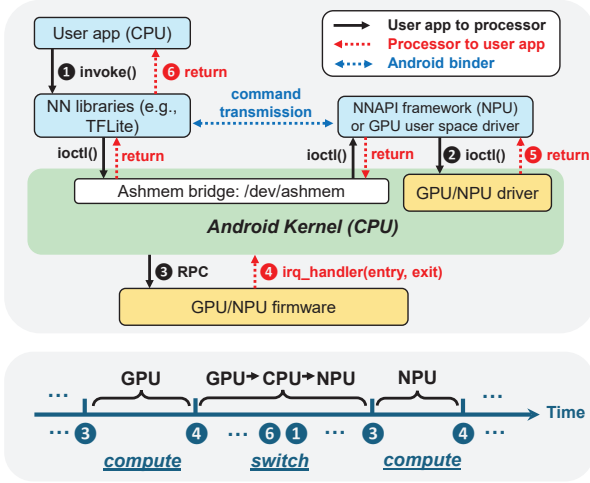 User app (CPU)
User app to processor
Processor to user app
Android binder
1 invoke()
6 return
command
transmission
NN libraries (e.g.,
TFLite)
NNAPI framework (NPU)
or GPU user space driver
ioctl()
return
ioctl()
return
2 ioctl()
5 return
Ashmem bridge: /dev/ashmem
GPU/NPU driver
Android Kernel (CPU)
3 RPC
4 irq_handler(entry, exit)
GPU/NPU firmware
GPU
GPU→CPU→NPU
NPU
... ...
Time
... 3 4 ... 6 1 ... 3 4 ...
compute
switch
compute